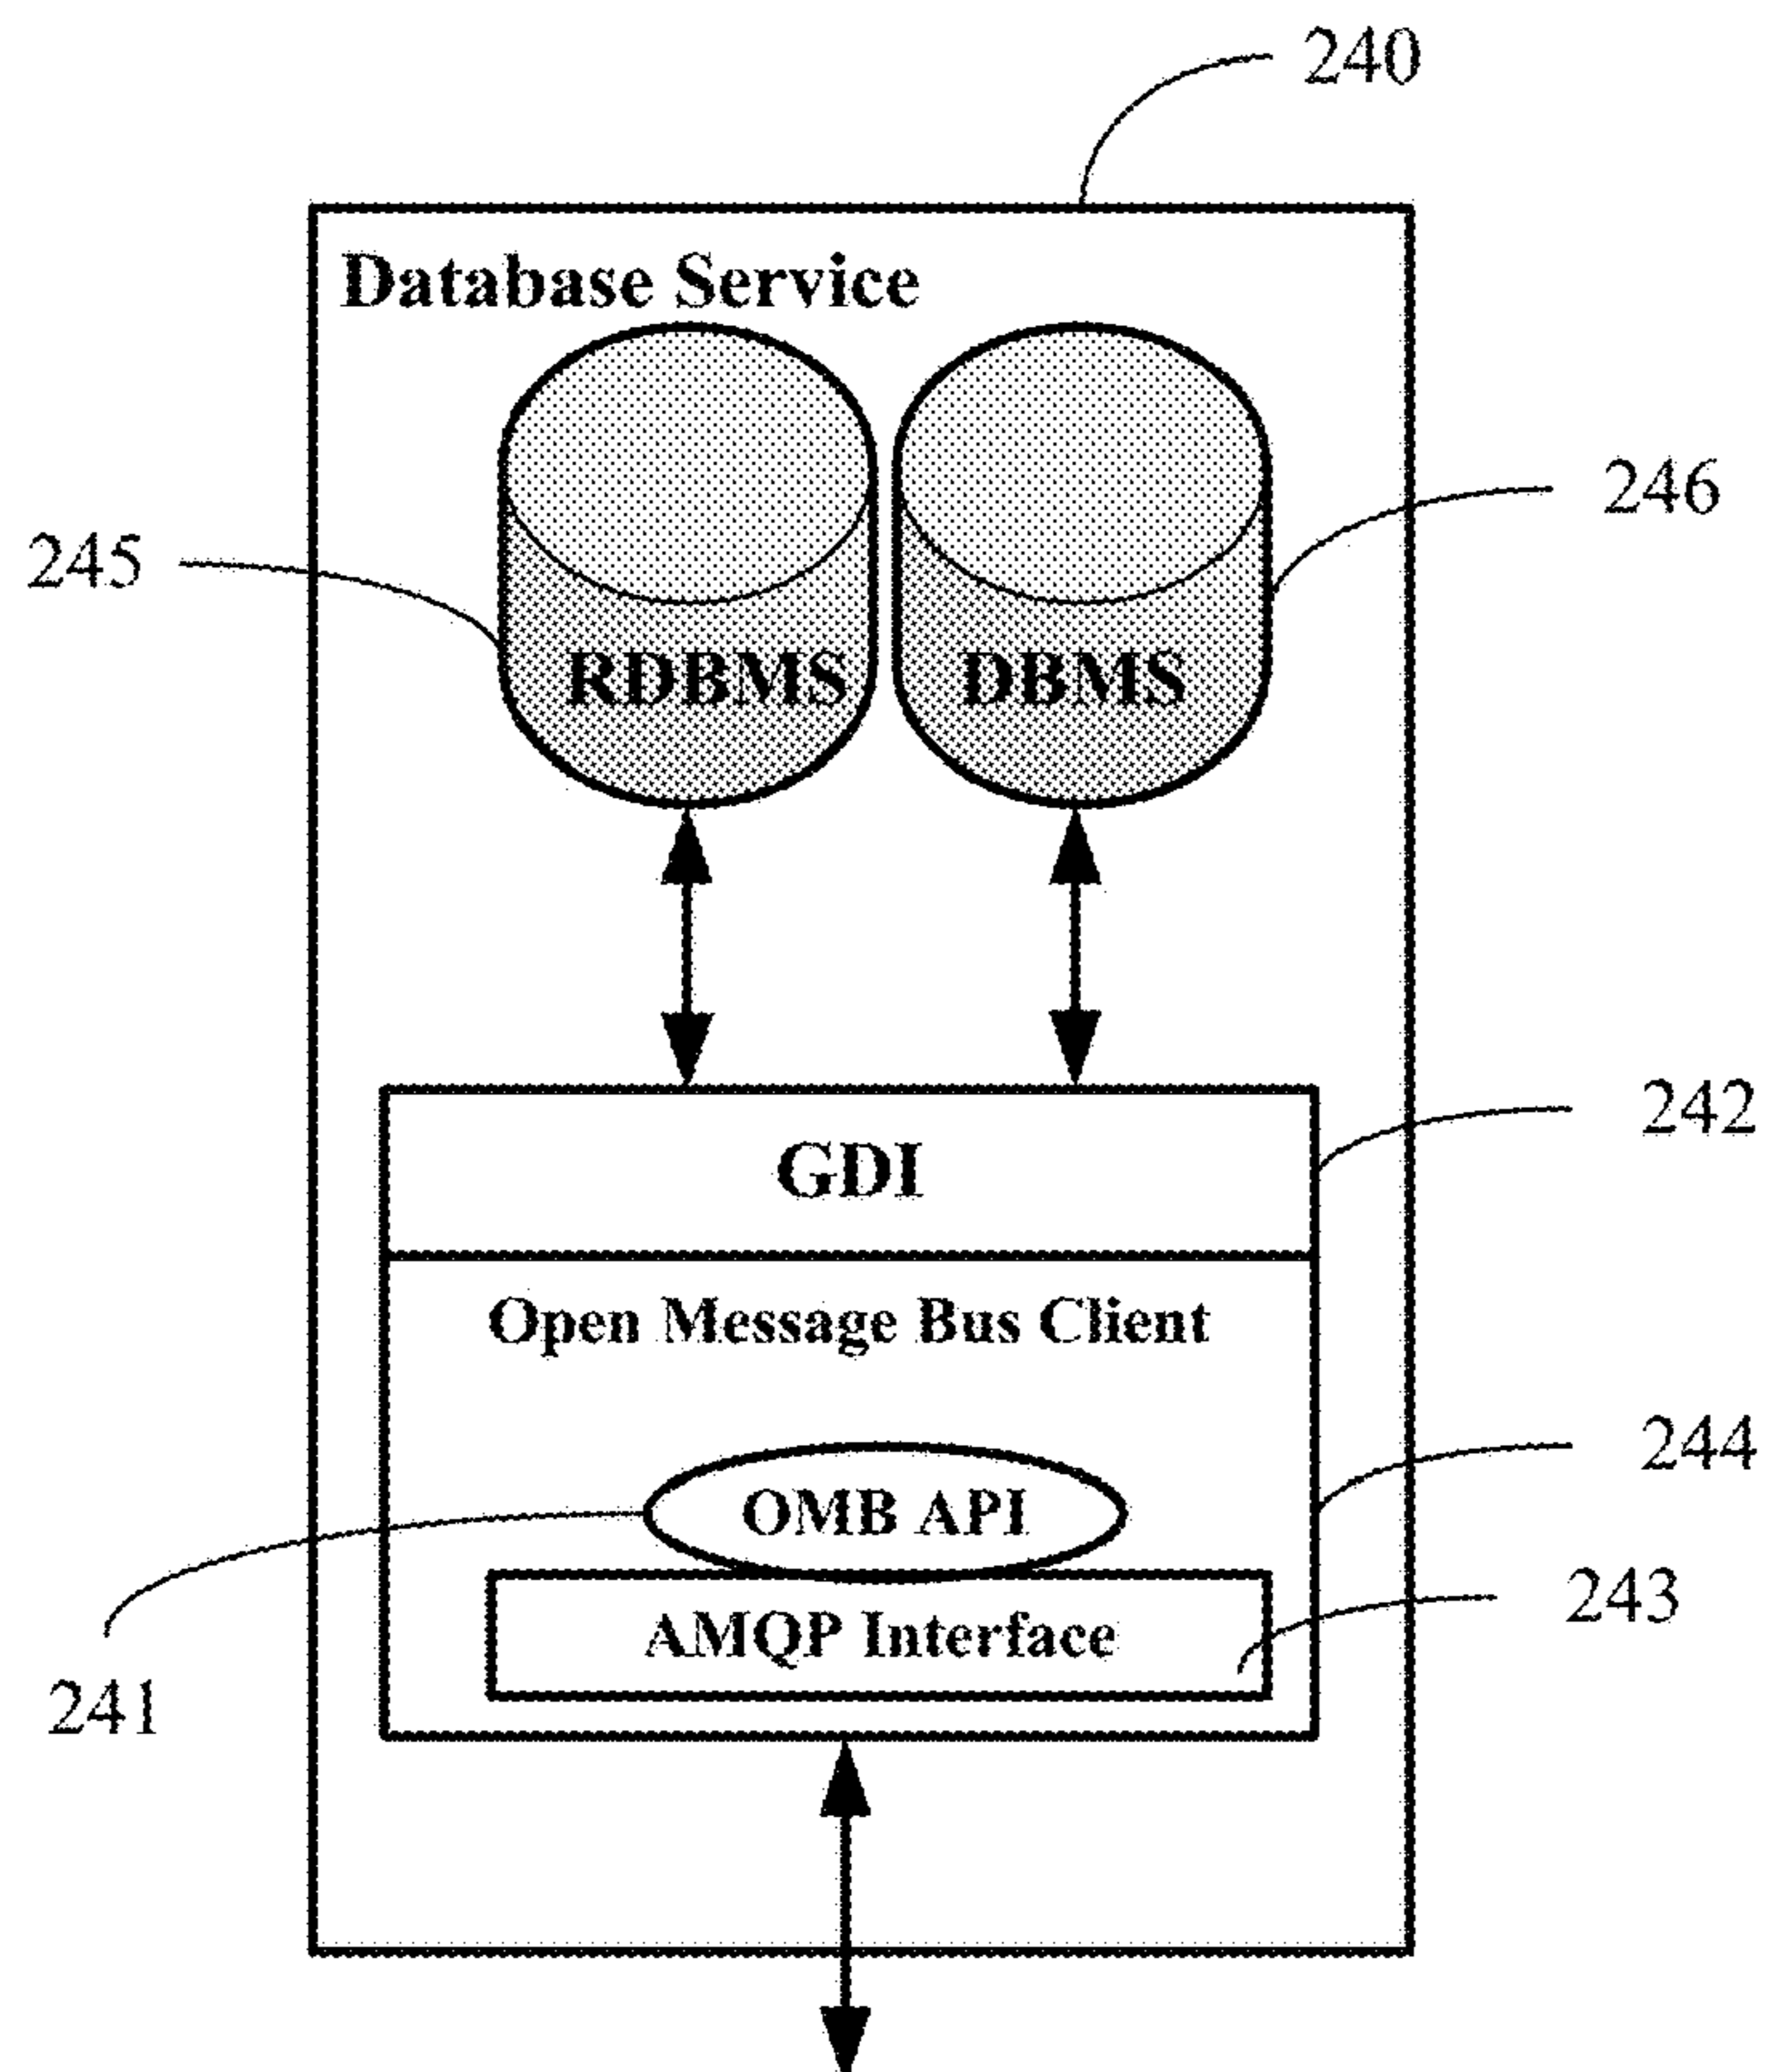 240
Database Service
246
245
RDBMS
DBMS
242
GDI
Open Message Bus Client
244
OMB API
243
AMQP Interface
241